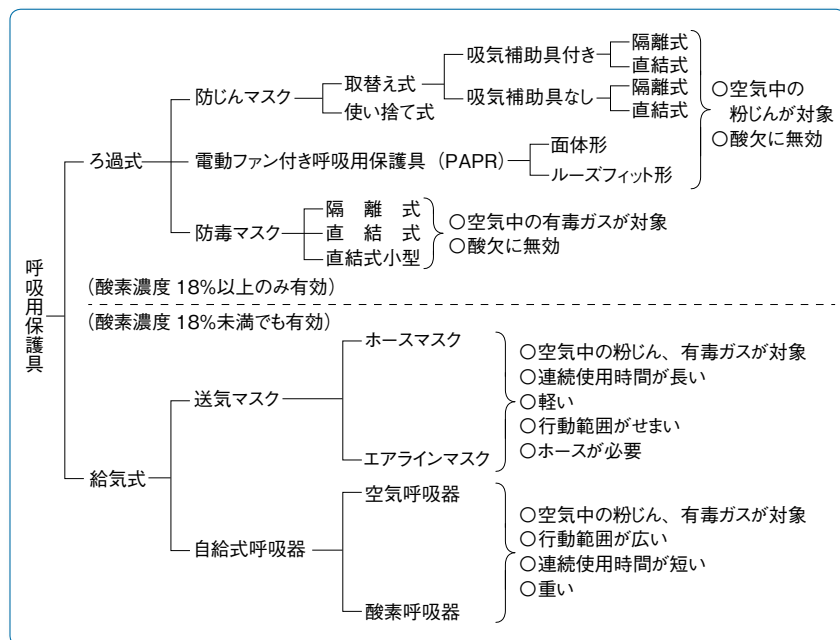 呼吸用保護具
ろ過式
防じんマスク
取替え式
使い捨て式
吸気補助具付き
吸気補助具なし
隔離式
直結式
隔離式
直結式
電動ファン付き呼吸用保護具（PAPR）
面体形
ルーズフィット形
○空気中の
粉じんが対象
○酸欠に無効
防毒マスク
隔　離　式
直　結　式
直結式小型
○空気中の有毒ガスが対象
○酸欠に無効
（酸素濃度 18%以上のみ有効）
（酸素濃度 18%未満でも有効）
給気式
送気マスク
ホースマスク
エアラインマスク
○空気中の粉じん、有毒ガスが対象
○連続使用時間が長い
○軽い
○行動範囲がせまい
○ホースが必要
自給式呼吸器
空気呼吸器
酸素呼吸器
○空気中の粉じん、有毒ガスが対象
○行動範囲が広い
○連続使用時間が短い
○重い